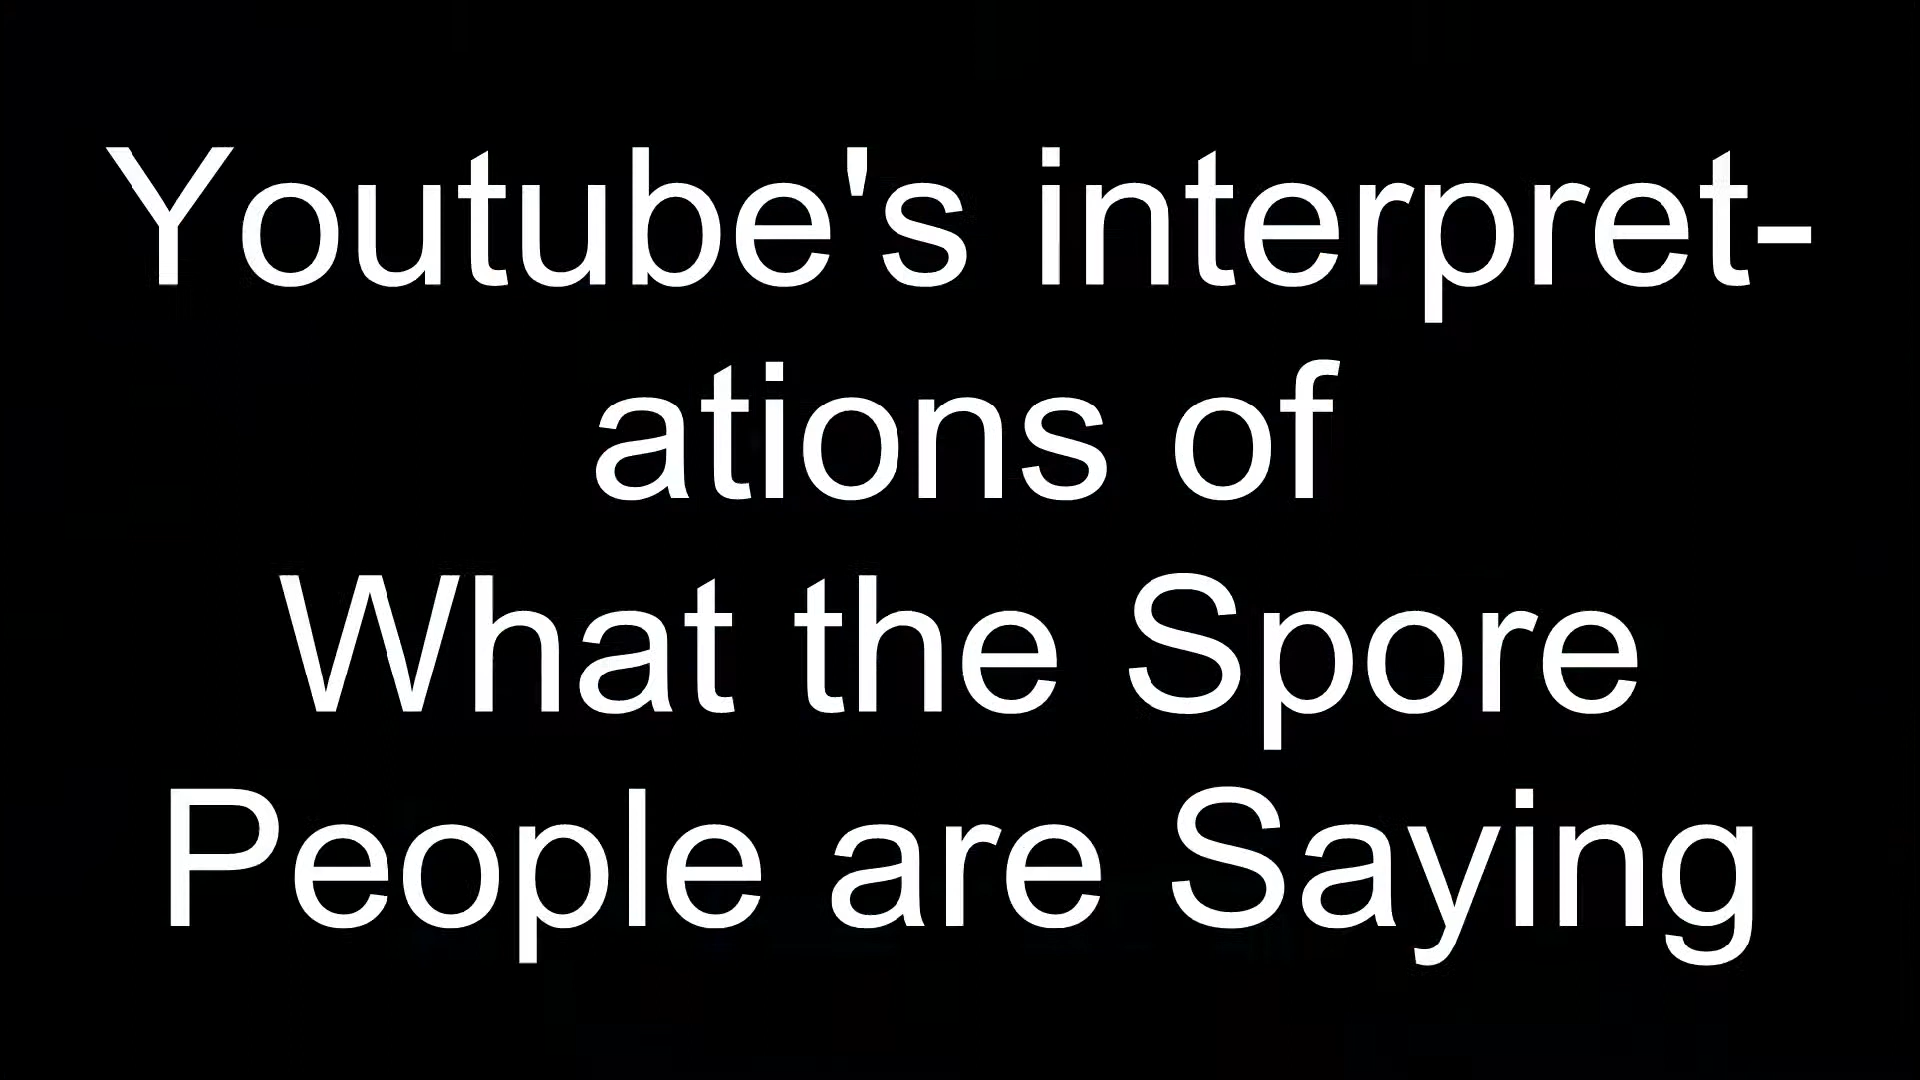 Youtube's interpret-
ations of
What the Spore
People are Saying